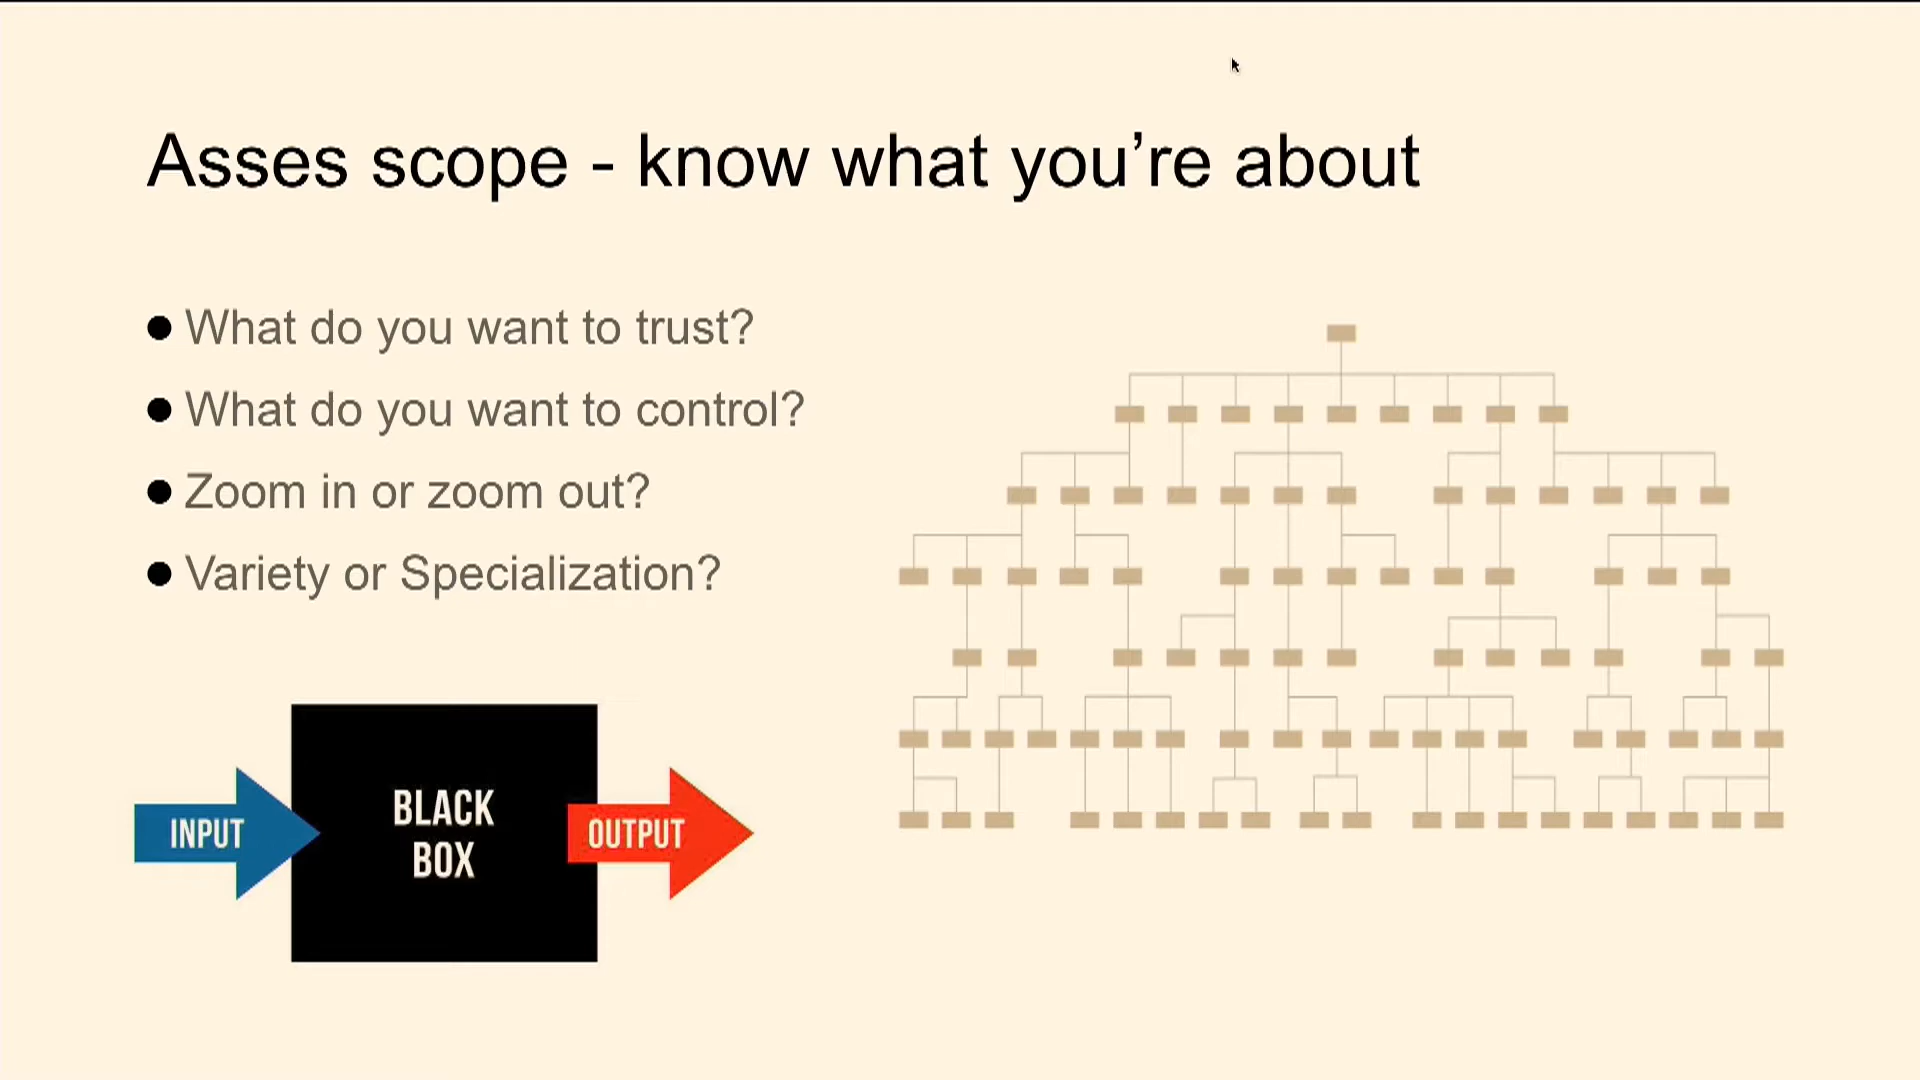 Asses scope - know what you’re about
● What do you want to trust?
● What do you want to control?
● Zoom in or zoom out?
● Variety or Specialization?
INPUT
BLACK
BOX
OUTPUT